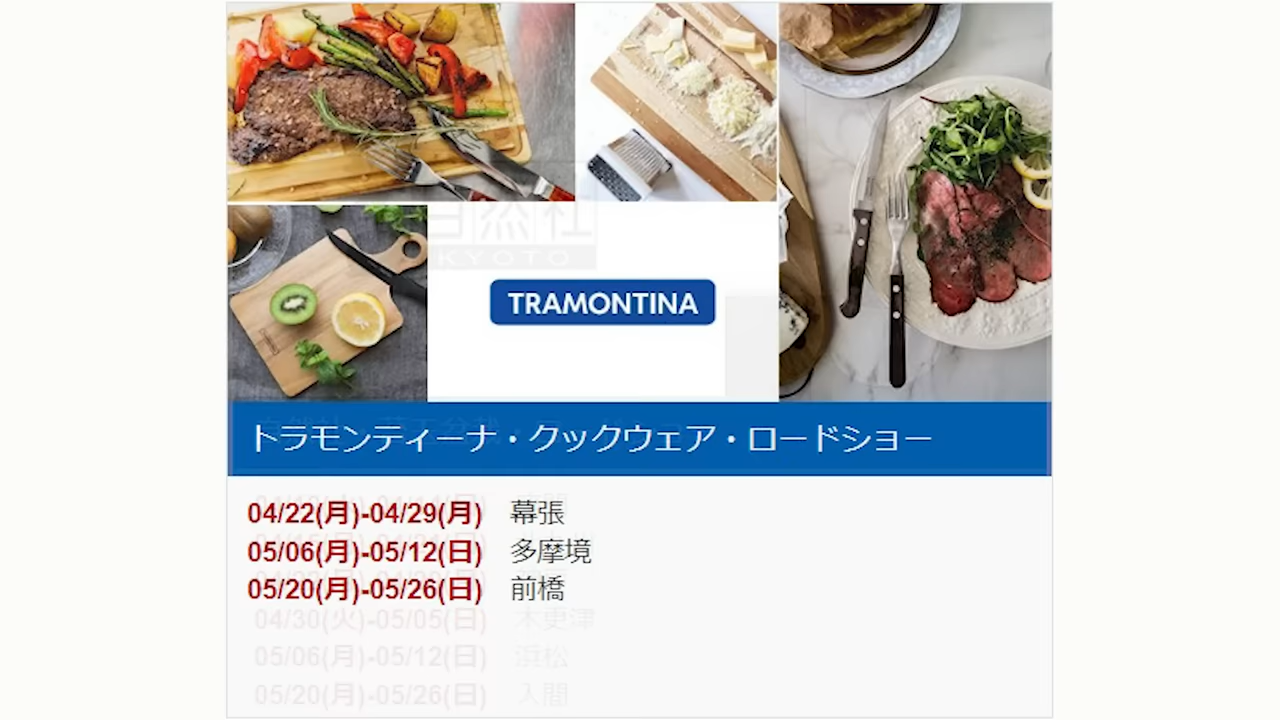 TRAMONTINA
トラモンティーナ・クックウェア・ロードショー
04/22(月)-04/29(月) 幕張
05/06(月)-05/12(日) 多摩境
05/20(月)-05/26(日) 前橋
04/30(火)-05/05(日) 木更津
05/06(月)-05/12(日) 浜松
05/20(月)-05/26(日) 入間